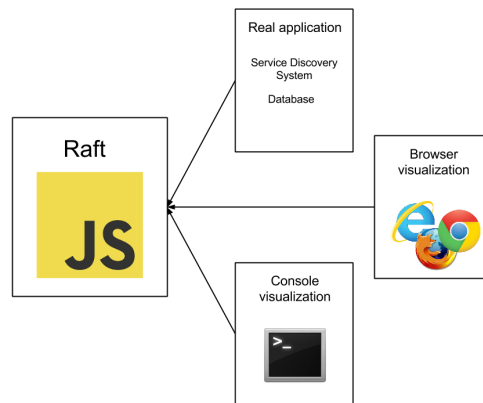 Real application
Service Discovery
System
Database
Raft
JS
Browser
visualization
Console
visualization
>_